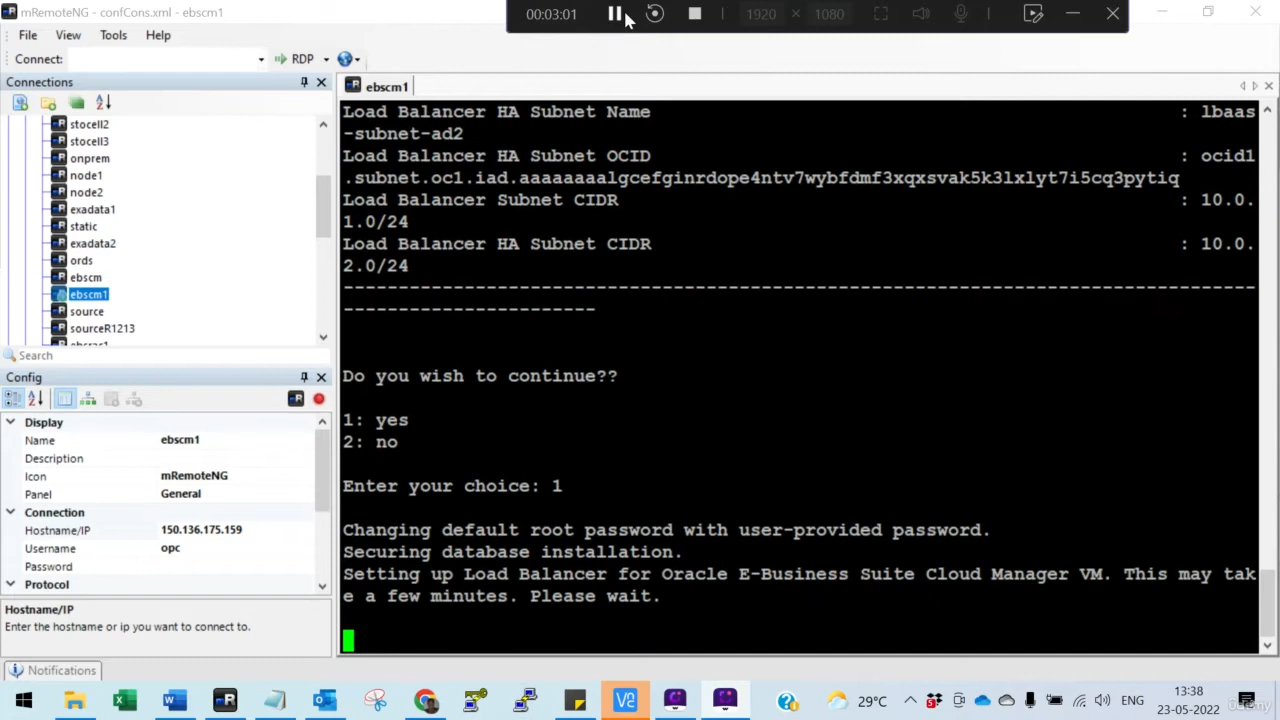 mRemoteNG - confCons.xml - ebscm1
00:03:01
1920 × 1080
File View Tools Help
Connect:
RDP
Connections
stocell2
stocell3
onprem
node1
node2
exadata1
static
exadata2
ords
ebscm
ebscm1
source
sourceR1213
Search
Config
Display
Name ebscm1
Description
Icon mRemoteNG
Panel General
Connection
Hostname/IP 150.136.175.159
Username opc
Password
Protocol
Hostname/IP
Enter the hostname or ip you want to connect to.
Notifications
ebscm1
Load Balancer HA Subnet Name : lbaas
-subnet-ad2
Load Balancer HA Subnet OCID : ocid1
.subnet.oc1.iad.aaaaaaaalgcefginrdope4ntv7wybfdmf3xqxsvak5k3lxlyt7i5cq3pytiq
Load Balancer Subnet CIDR : 10.0.
1.0/24
Load Balancer HA Subnet CIDR : 10.0.
2.0/24
-----------------------------------------------------------------------------------
-----------------------
Do you wish to continue??
1: yes
2: no
Enter your choice: 1
Changing default root password with user-provided password.
Securing database installation.
Setting up Load Balancer for Oracle E-Business Suite Cloud Manager VM. This may tak
e a few minutes. Please wait.
29°C
ENG
13:38
23-05-2022
Udemy